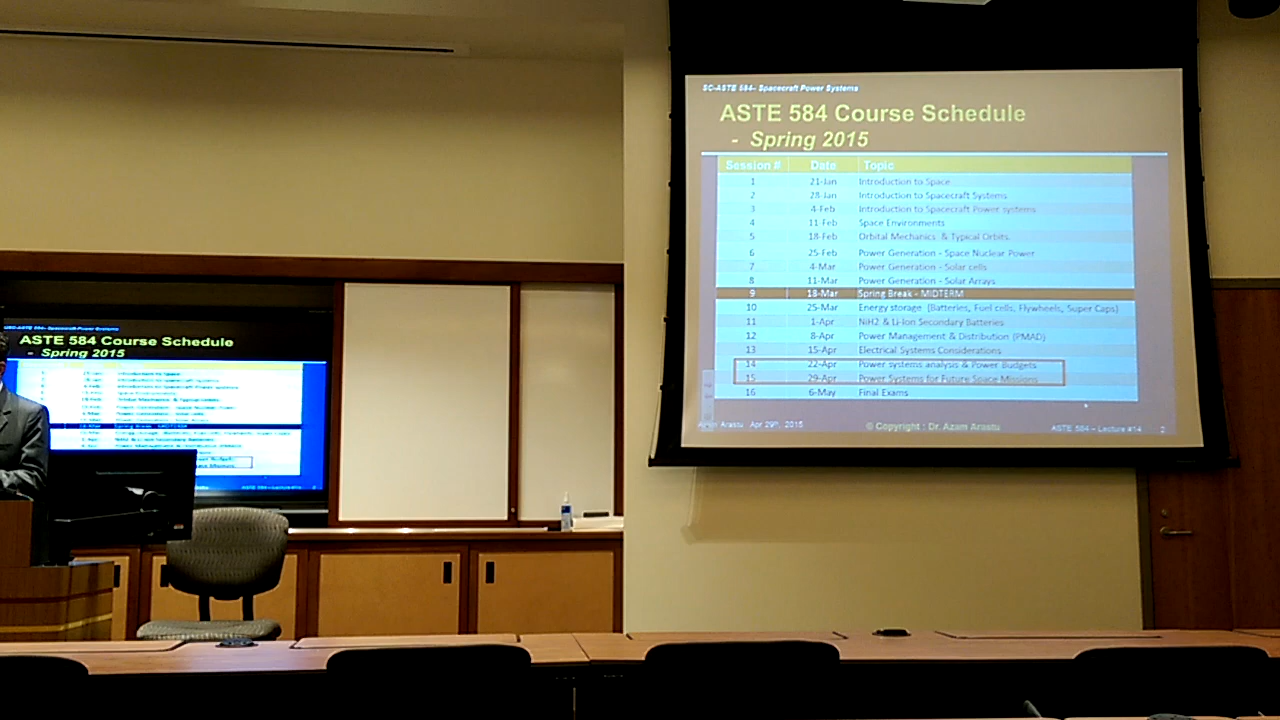 SC-ASTE 584- Spacecraft Power Systems
ASTE 584 Course Schedule
- Spring 2015
Session # Date Topic
1 21-Jan Introduction to Space
2 28-Jan Introduction to Spacecraft Systems
3 4-Feb Introduction to Spacecraft Power systems
4 11-Feb Space Environments
5 18-Feb Orbital Mechanics & Typical Orbits.
6 25-Feb Power Generation - Space Nuclear Power
7 4-Mar Power Generation - Solar cells
8 11-Mar Power Generation - Solar Arrays
9 18-Mar Spring Break - MIDTERM
10 25-Mar Energy storage (Batteries, Fuel cells, Flywheels, Super Caps)
11 1-Apr NiH2 & Li-Ion Secondary Batteries
12 8-Apr Power Management & Distribution (PMAD)
13 15-Apr Electrical Systems Considerations
14 22-Apr Power systems analysis & Power Budgets
15 29-Apr Power Systems for Future Space Missions
16 6-May Final Exams
Arastu Apr 29th, 2015 © Copyright : Dr. Azam Arastu ASTE 584 - Lecture #14 2
USC-ASTE 584- Spacecraft Power Systems
ASTE 584 Course Schedule
- Spring 2015